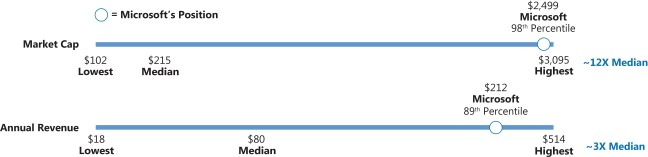 = Microsoft's Position
$2,499
Microsoft
98th Percentile
Market Cap
$102
Lowest
$215
Median
$3,095
Highest
~12X Median
$212
Microsoft
89th Percentile
Annual Revenue
$18
Lowest
$80
Median
$514
Highest
~3X Median